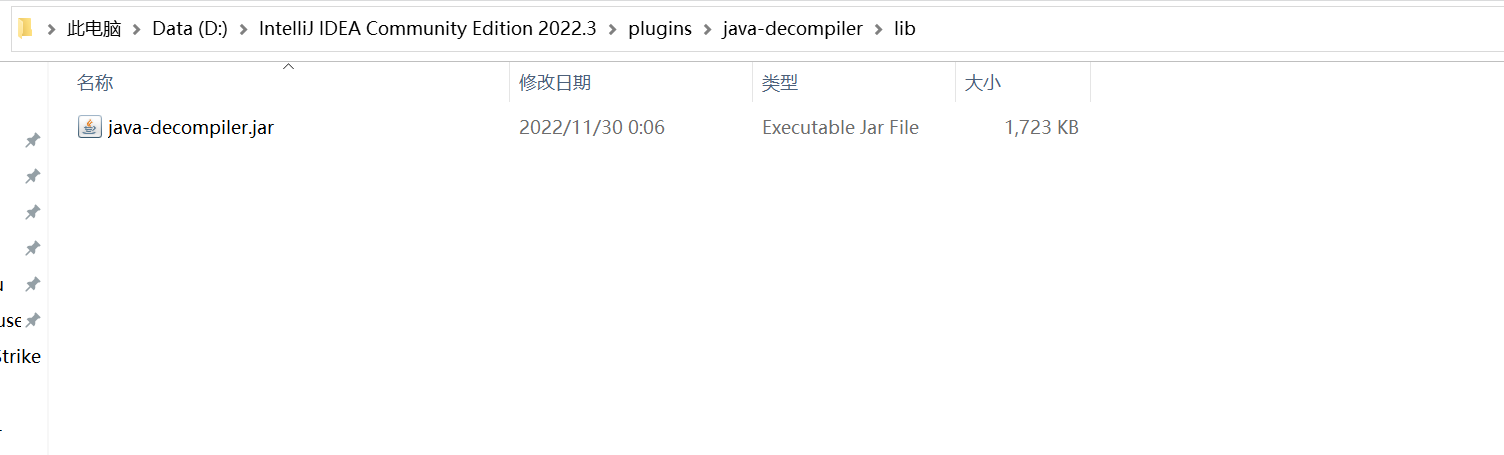 此电脑 > Data (D:) > IntelliJ IDEA Community Edition 2022.3 > plugins > java-decompiler > lib
名称 修改日期 类型 大小
java-decompiler.jar 2022/11/30 0:06 Executable Jar File 1,723 KB